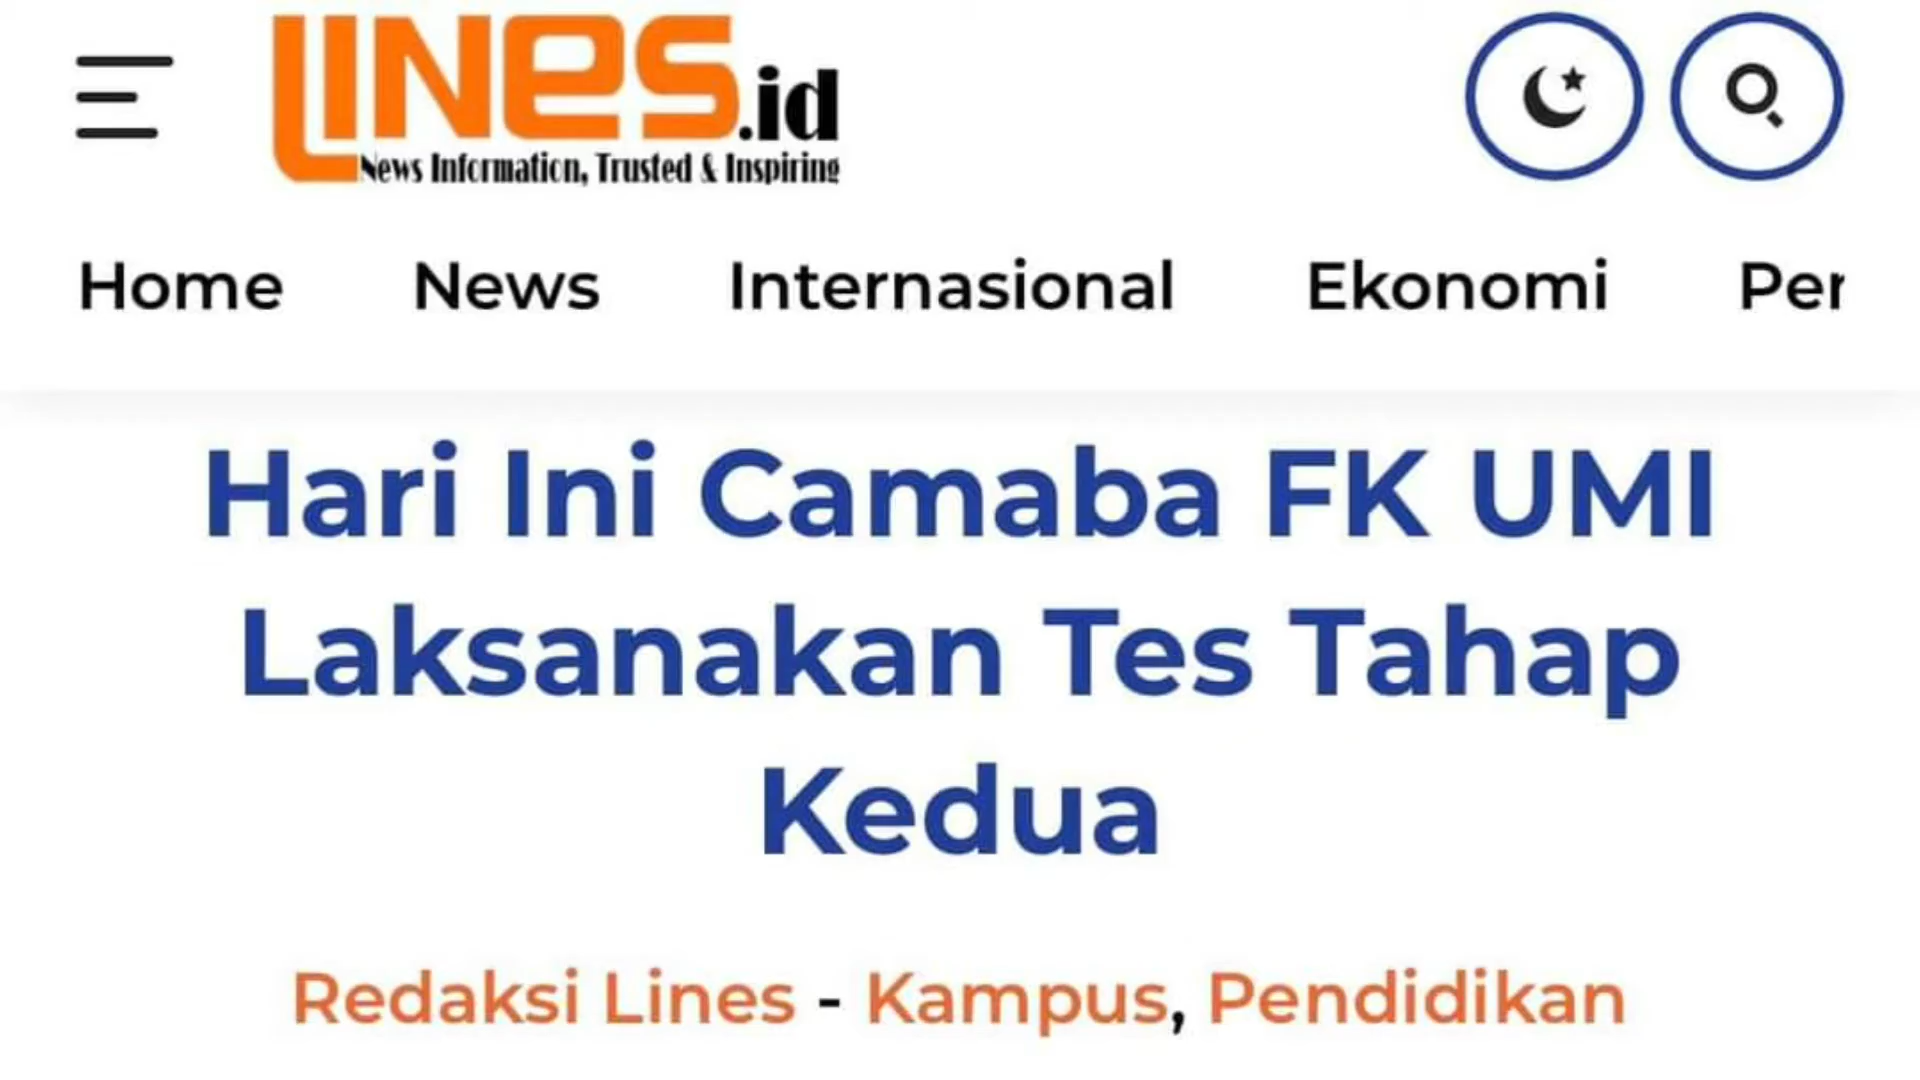 LINES.id
News Information, Trusted & Inspiring
Home News Internasional Ekonomi Per
Hari Ini Camaba FK UMI
Laksanakan Tes Tahap
Kedua
Redaksi Lines - Kampus, Pendidikan